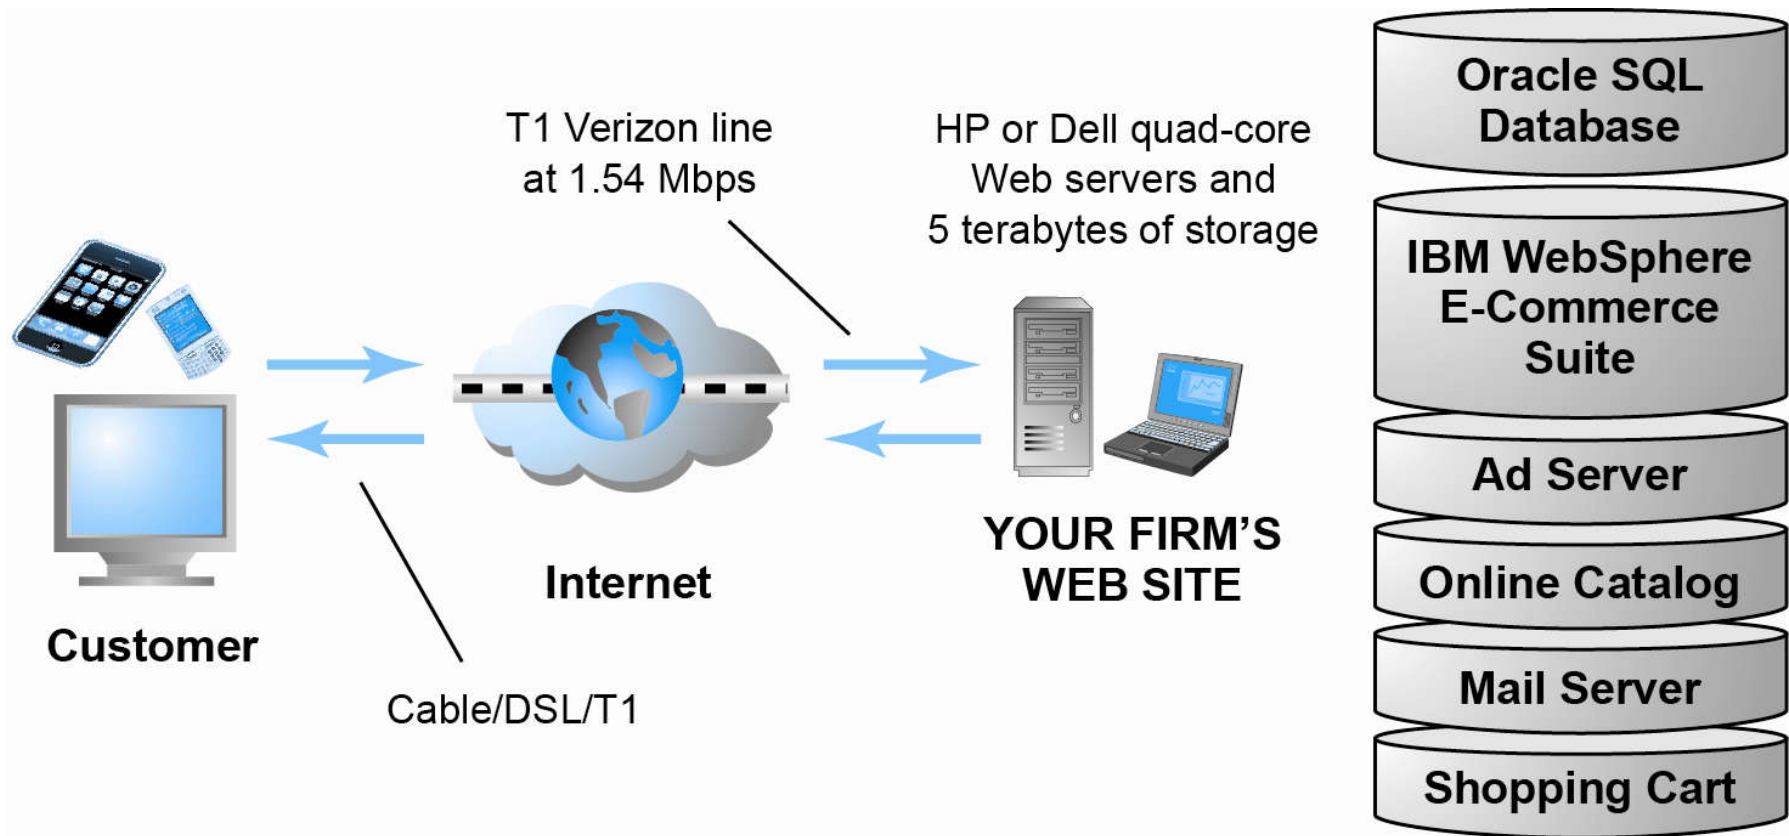 T1 Verizon line
at 1.54 Mbps
HP or Dell quad-core
Web servers and
5 terabytes of storage
Customer
Cable/DSL/T1
Internet
YOUR FIRM’S
WEB SITE
Oracle SQL
Database
IBM WebSphere
E-Commerce
Suite
Ad Server
Online Catalog
Mail Server
Shopping Cart